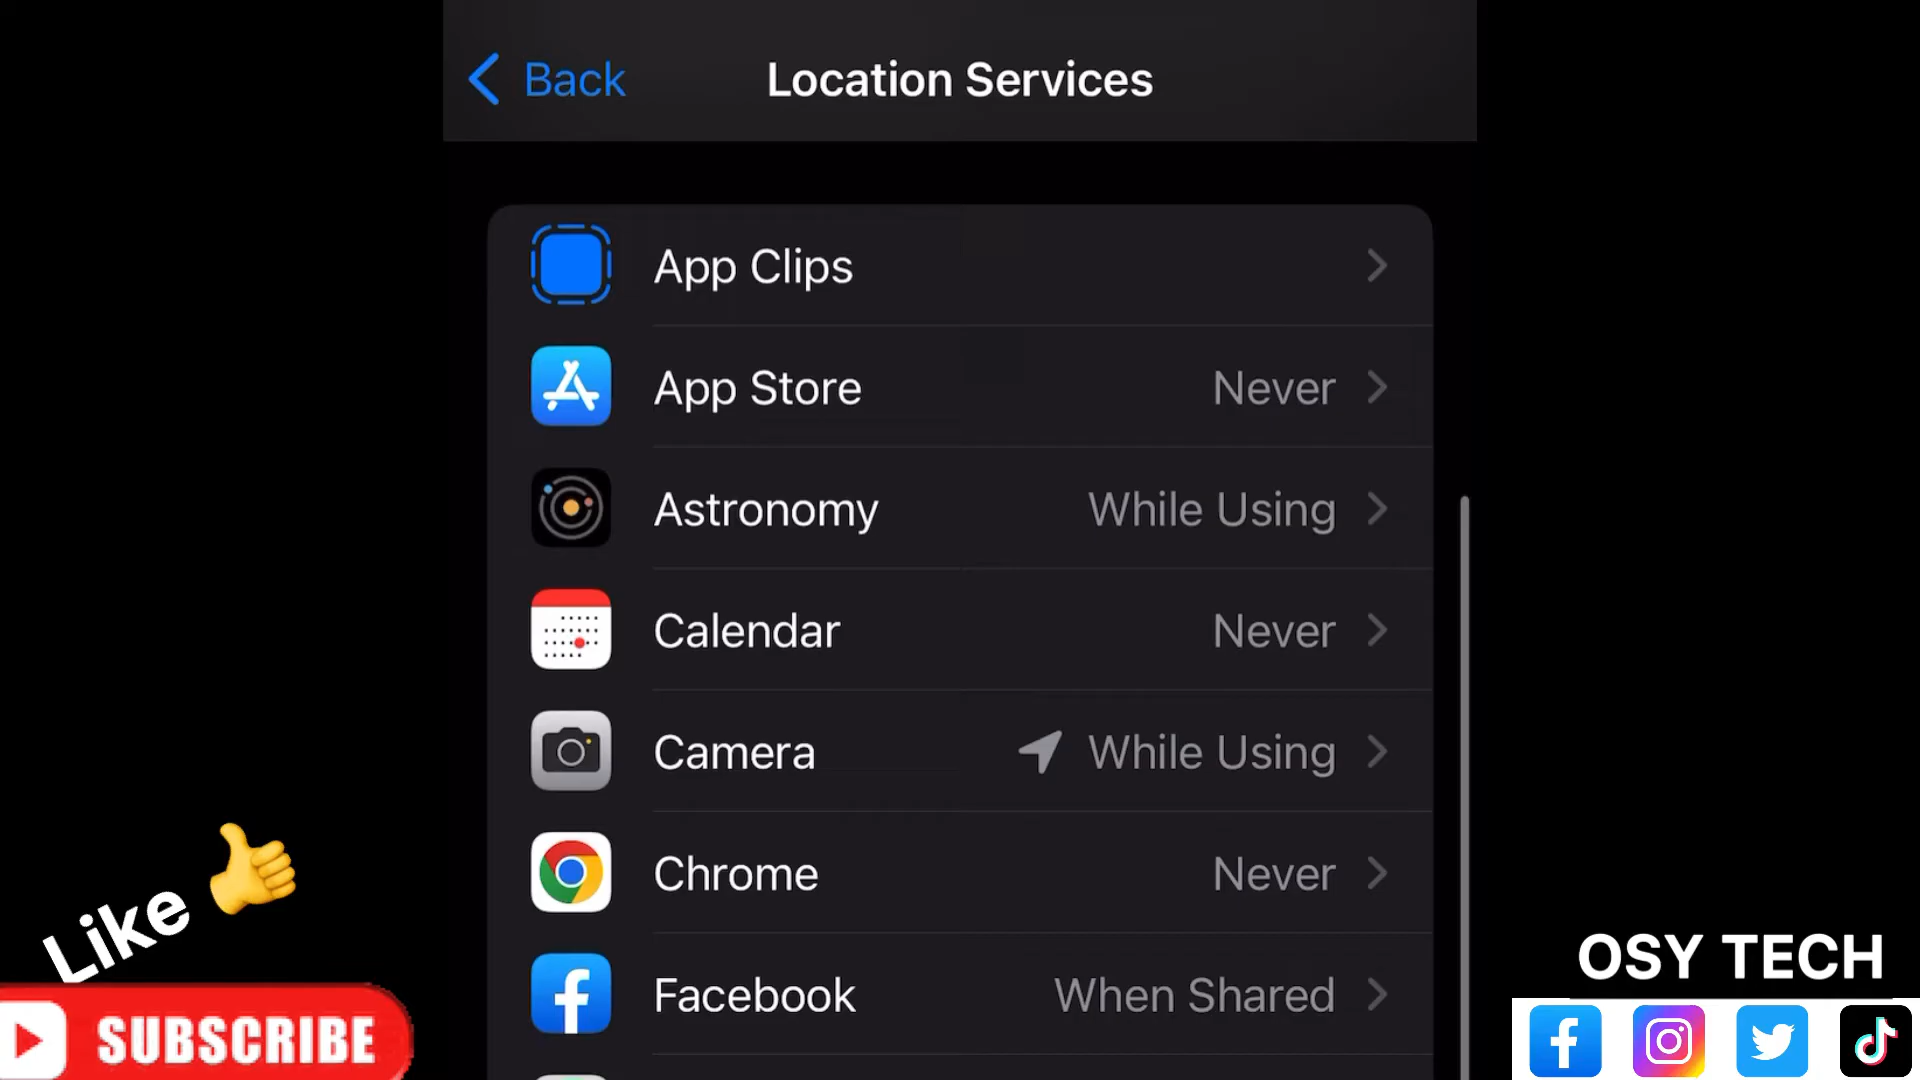 Back
Location Services
App Clips
App Store Never
Astronomy While Using
Calendar Never
Camera While Using
Chrome Never
Facebook When Shared
Like
SUBSCRIBE
OSY TECH